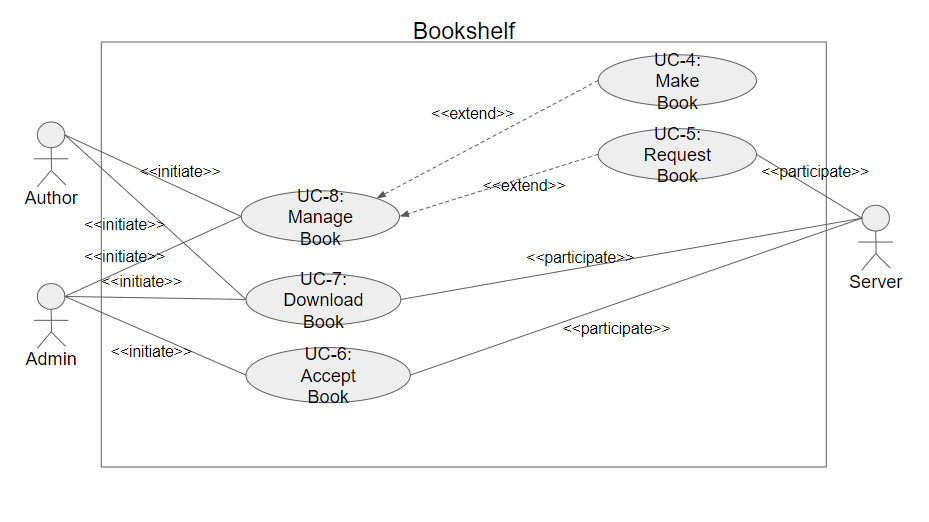 Bookshelf
UC-4:
Make
Book
<<extend>>
UC-5:
Request
Book
<<initiate>>
<<participate>>
<<extend>>
Author
UC-8:
Manage
Book
<<initiate>>
<<initiate>>
<<participate>>
Server
<<initiate>>
UC-7:
Download
Book
<<participate>>
Admin
<<initiate>>
UC-6:
Accept
Book